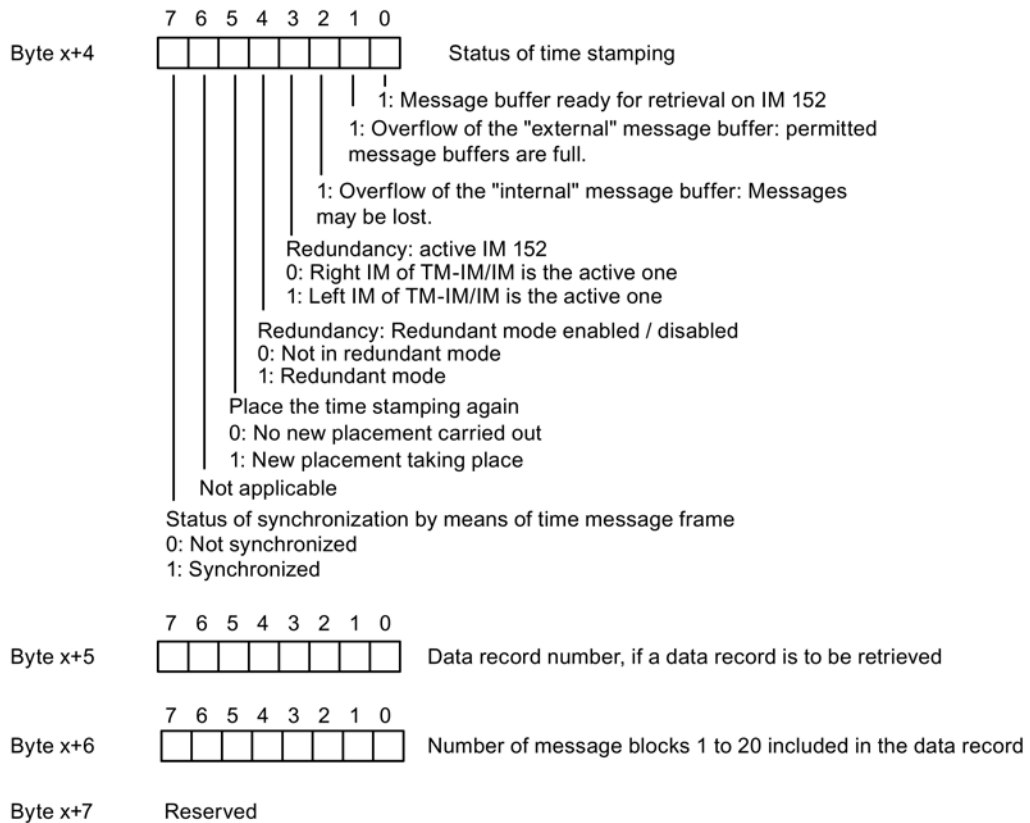 7 6 5 4 3 2 1 0
Byte x+4 Status of time stamping
1: Message buffer ready for retrieval on IM 152
1: Overflow of the "external" message buffer: permitted
message buffers are full.
1: Overflow of the "internal" message buffer: Messages
may be lost.
Redundancy: active IM 152
0: Right IM of TM-IM/IM is the active one
1: Left IM of TM-IM/IM is the active one
Redundancy: Redundant mode enabled / disabled
0: Not in redundant mode
1: Redundant mode
Place the time stamping again
0: No new placement carried out
1: New placement taking place
Not applicable
Status of synchronization by means of time message frame
0: Not synchronized
1: Synchronized
7 6 5 4 3 2 1 0
Byte x+5 Data record number, if a data record is to be retrieved
7 6 5 4 3 2 1 0
Byte x+6 Number of message blocks 1 to 20 included in the data record
Byte x+7 Reserved